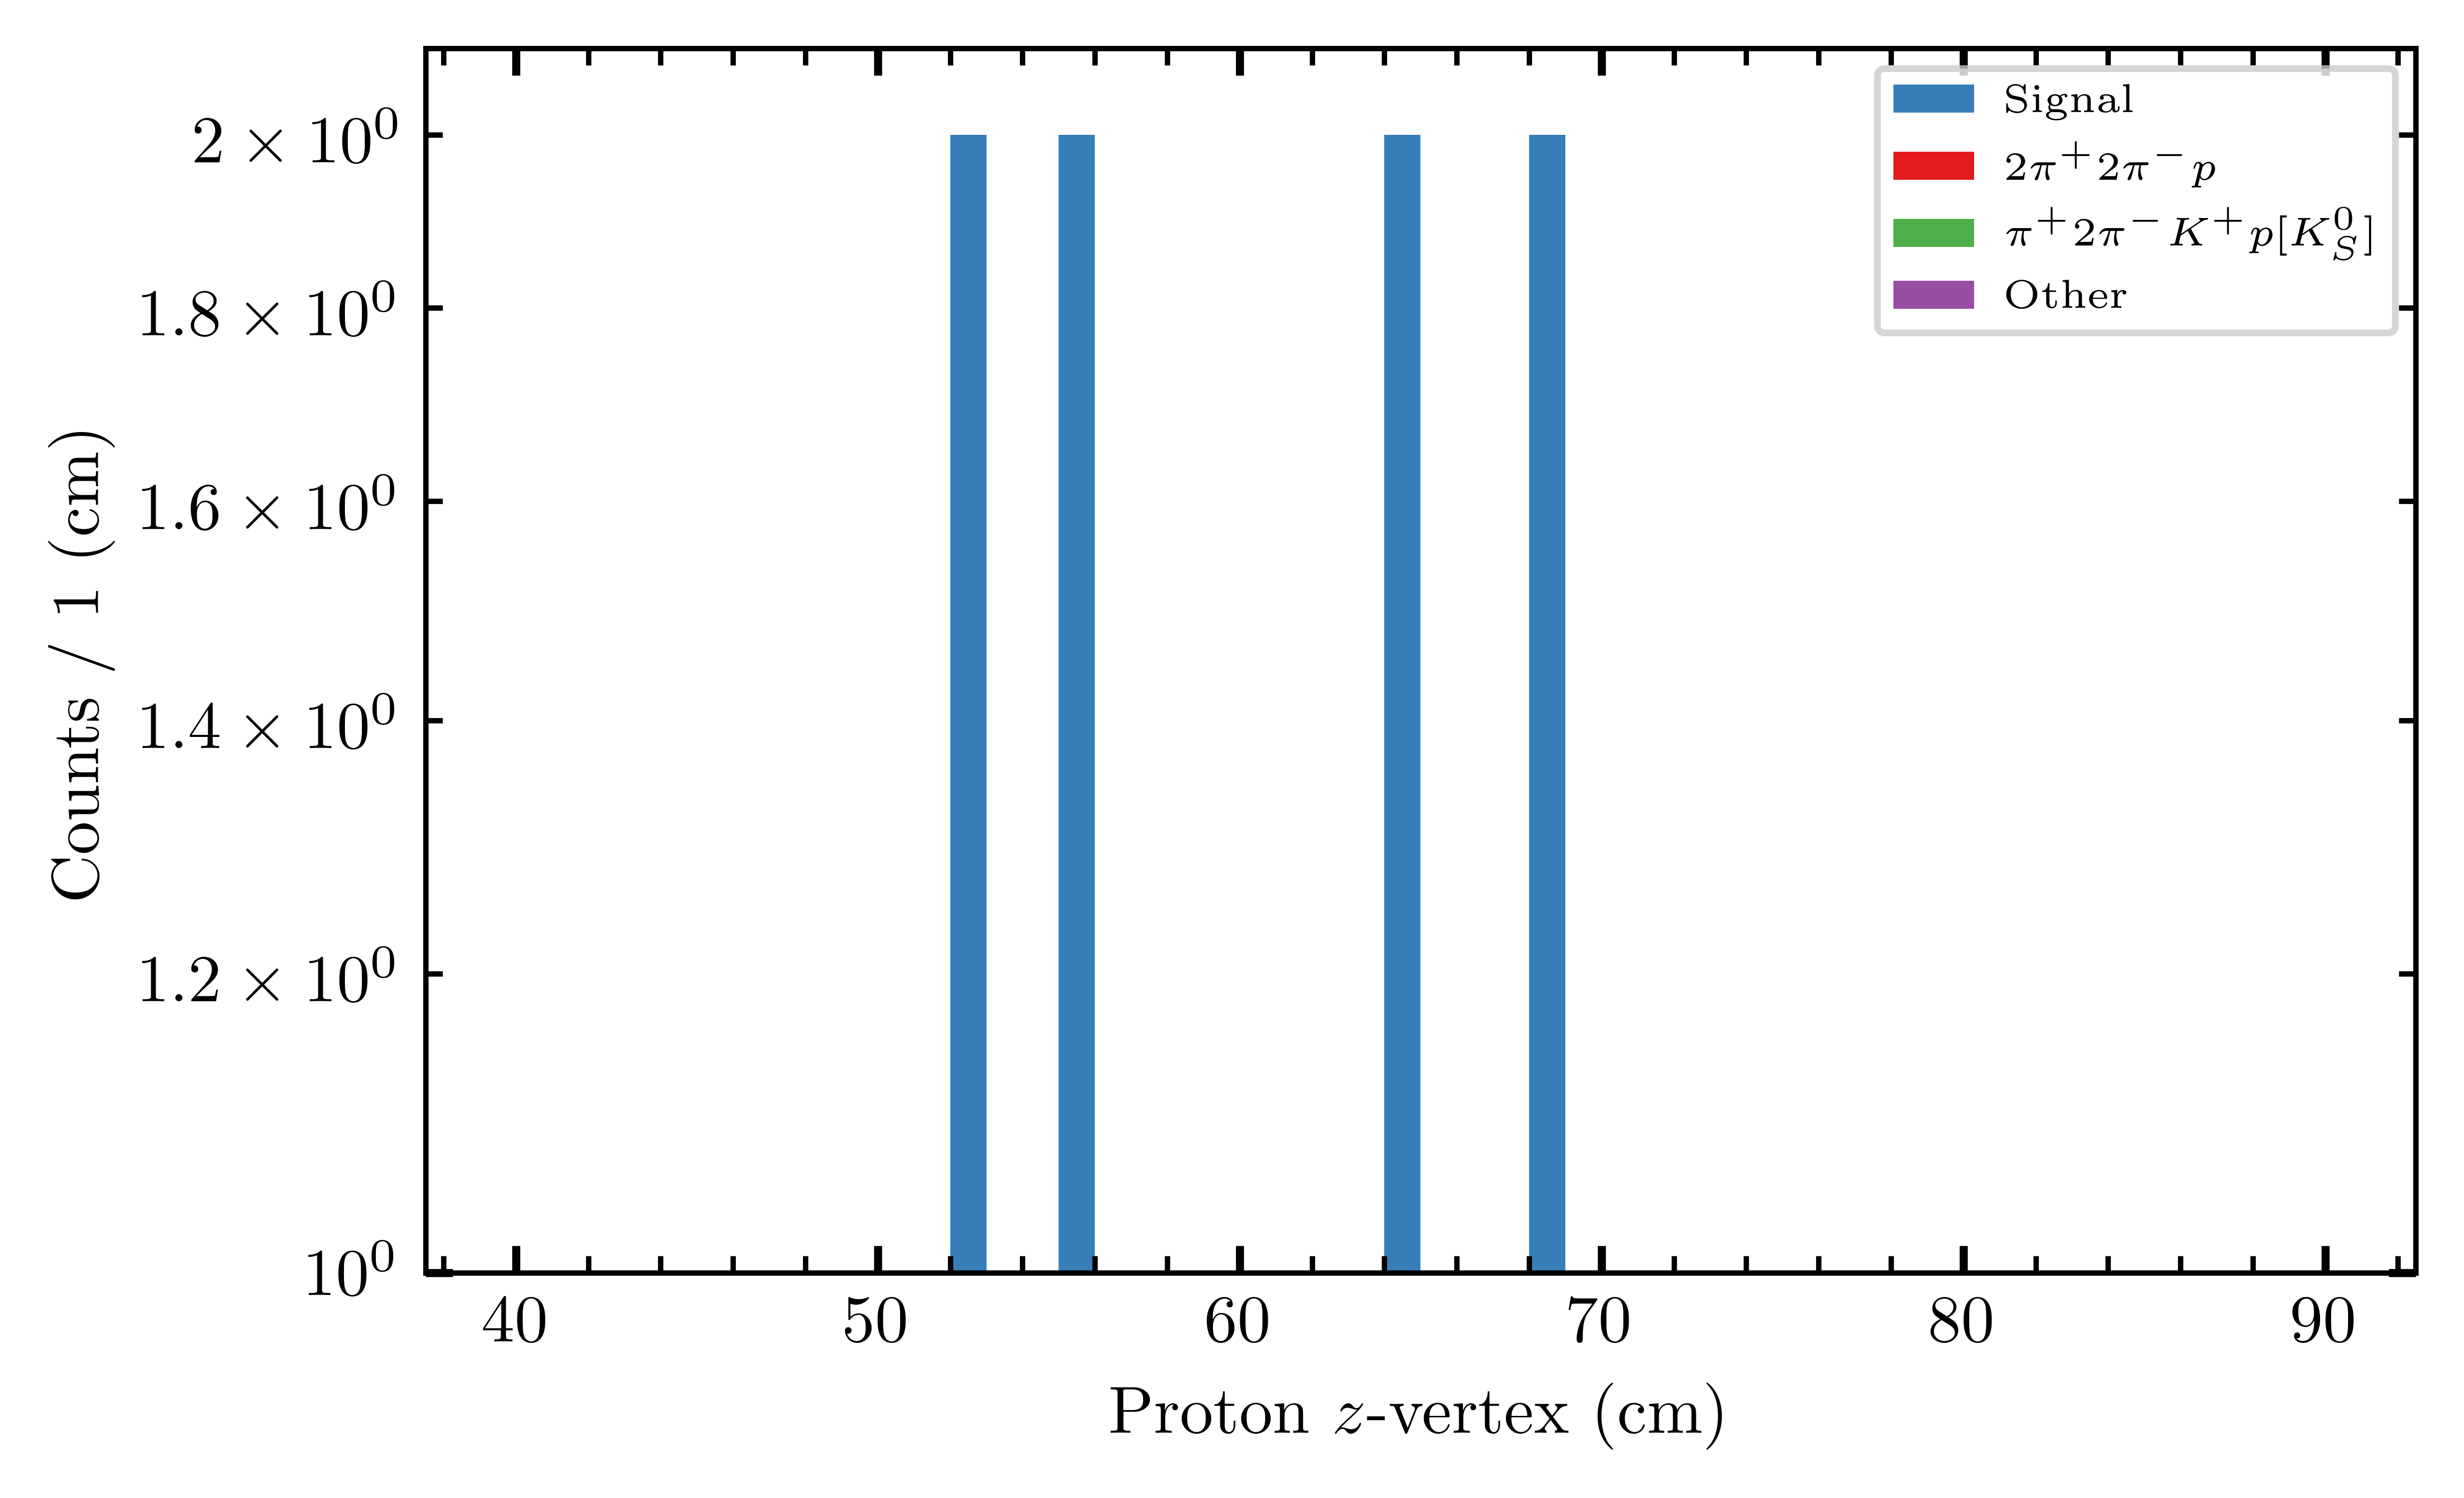 Counts / 1 (cm)
2 × 10⁰
1.8 × 10⁰
1.6 × 10⁰
1.4 × 10⁰
1.2 × 10⁰
10⁰
Signal
2π⁺2π⁻p
π⁺2π⁻K⁺p[K⁰_S]
Other
40 50 60 70 80 90
Proton z-vertex (cm)